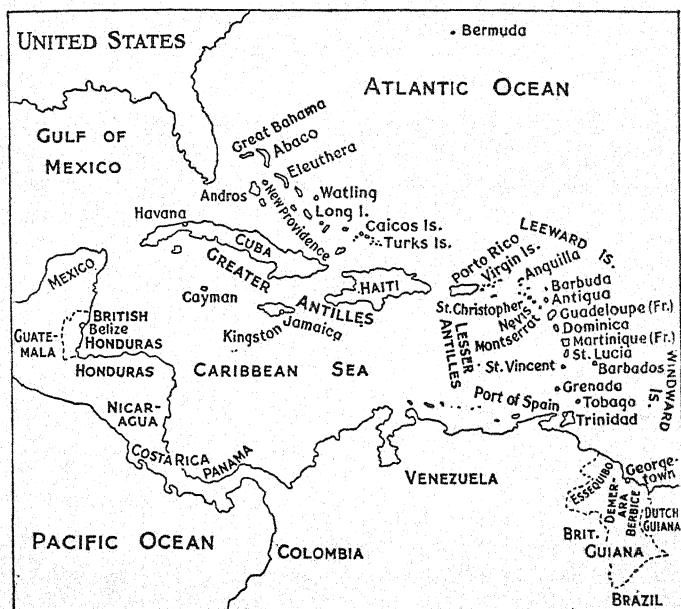 Bermuda
UNITED STATES
ATLANTIC OCEAN
GULF OF
MEXICO
Great Bahama
Abaco
Eleuthera
Andros
New Providence
Watling
Long I.
Caicos Is.
Turks Is.
Havana
CUBA
GREATER
ANTILLES
HAITI
Cayman
Kingston
Jamaica
MEXICO
BRITISH
Belize
HONDURAS
GUATE-
MALA
HONDURAS
CARIBBEAN SEA
NICAR-
AGUA
COSTA RICA
PANAMA
Porto Rico
Virgin Is.
LEEWARD Is.
Anquilla
Barbuda
Antigua
St. Christopher
Nevis
Montserrat
Guadeloupe (Fr.)
Dominica
Martinique (Fr.)
St. Lucia
LESSER
ANTILLES
St. Vincent
Barbados
WINDWARD
Is.
Grenada
Tobago
Port of Spain
Trinidad
VENEZUELA
George-
town
ESSEQUIBO
DEMER-
ARA
BERBICE
DUTCH
GUIANA
BRIT.
GUIANA
PACIFIC OCEAN
COLOMBIA
BRAZIL